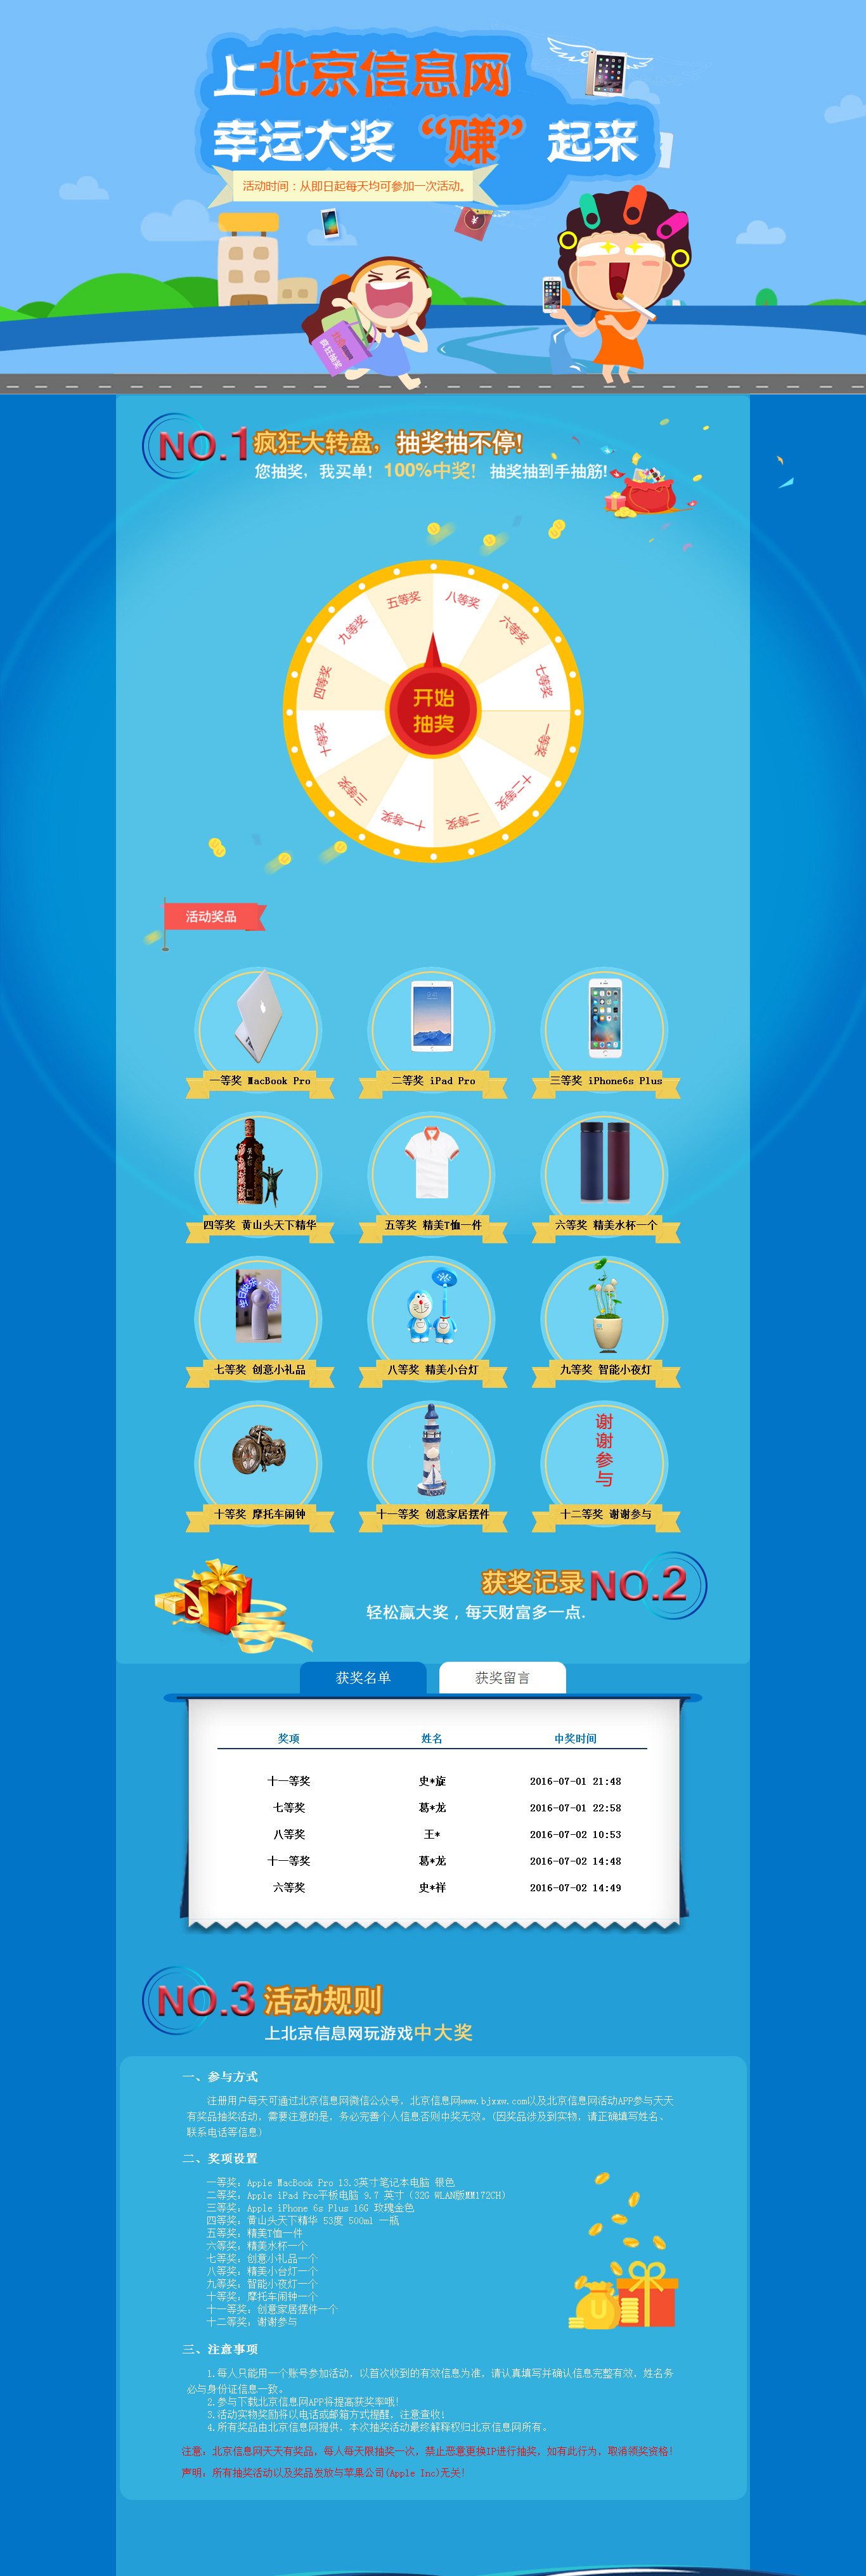 上北京信息网
幸运大奖“赚”起来
活动时间：从即日起每天均可参加一次活动。
疯狂抽奖
NO.1
疯狂大转盘，抽奖抽不停!
您抽奖，我买单！100%中奖！抽奖抽到手抽筋!
五等奖
八等奖
六等奖
七等奖
一等奖
十二等奖
二等奖
十一等奖
三等奖
十等奖
四等奖
九等奖
开始
抽奖
活动奖品
一等奖 MacBook Pro
二等奖 iPad Pro
三等奖 iPhone6s Plus
四等奖 黄山头天下精华
五等奖 精美T恤一件
六等奖 精美水杯一个
七等奖 创意小礼品
八等奖 精美小台灯
九等奖 智能小夜灯
谢谢参与
十等奖 摩托车闹钟
十一等奖 创意家居摆件
十二等奖 谢谢参与
获奖记录 NO.2
轻松赢大奖，每天财富多一点.
获奖名单 获奖留言
奖项 姓名 中奖时间
十一等奖 史*旋 2016-07-01 21:48
七等奖 葛*龙 2016-07-01 22:58
八等奖 王* 2016-07-02 10:53
十一等奖 葛*龙 2016-07-02 14:48
六等奖 史*祥 2016-07-02 14:49
NO.3 活动规则
上北京信息网玩游戏中大奖
一、参与方式
注册用户每天可通过北京信息网微信公众号，北京信息网www.bjxxw.com以及北京信息网活动APP参与天天
有奖品抽奖活动，需要注意的是，务必完善个人信息否则中奖无效。(因奖品涉及到实物，请正确填写姓名、
联系电话等信息)
二、奖项设置
一等奖：Apple MacBook Pro 13.3英寸笔记本电脑 银色
二等奖：Apple iPad Pro平板电脑 9.7 英寸（32G WLAN版MM172CH）
三等奖：Apple iPhone 6s Plus 16G 玫瑰金色
四等奖：黄山头天下精华 53度 500ml 一瓶
五等奖：精美T恤一件
六等奖：精美水杯一个
七等奖：创意小礼品一个
八等奖：精美小台灯一个
九等奖：智能小夜灯一个
十等奖：摩托车闹钟一个
十一等奖：创意家居摆件一个
十二等奖：谢谢参与
三、注意事项
1.每人只能用一个账号参加活动，以首次收到的有效信息为准，请认真填写并确认信息完整有效，姓名务
必与身份证信息一致。
2.参与下载北京信息网APP将提高获奖率哦！
3.活动实物奖励将以电话或邮箱方式提醒，注意查收！
4.所有奖品由北京信息网提供，本次抽奖活动最终解释权归北京信息网所有。
注意：北京信息网天天有奖品，每人每天限抽奖一次，禁止恶意更换IP进行抽奖，如有此行为，取消领奖资格！
声明：所有抽奖活动以及奖品发放与苹果公司(Apple Inc)无关！